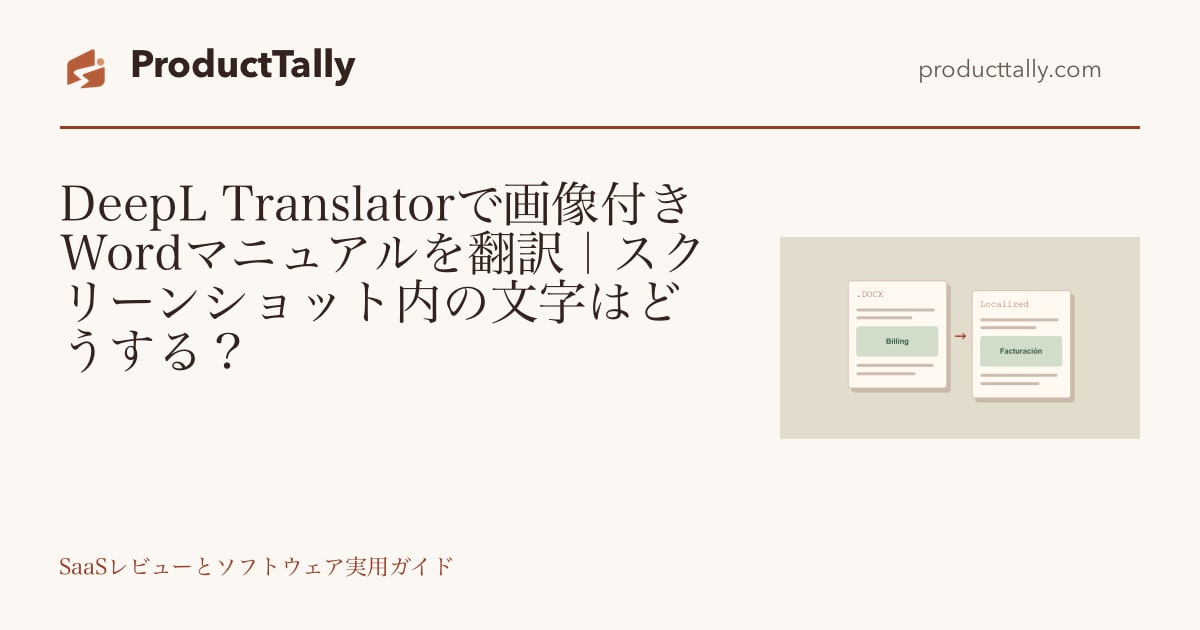 ProductTally
producttally.com
DeepL Translatorで画像付き
Wordマニュアルを翻訳｜スク
リーンショット内の文字はど
うする？
.DOCX
Billing
→
Localized
Facturación
SaaSレビューとソフトウェア実用ガイド